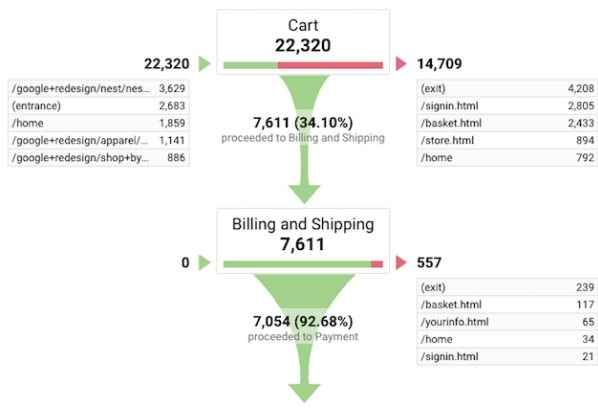 Cart
22,320
22,320
14,709
/google+redesign/nest/nes... 3,629
(entrance) 2,683
/home 1,859
/google+redesign/apparel/... 1,141
/google+redesign/shop+by... 886
(exit) 4,208
/signin.html 2,805
/basket.html 2,433
/store.html 894
/home 792
7,611 (34.10%)
proceeded to Billing and Shipping
Billing and Shipping
7,611
0
557
(exit) 239
/basket.html 117
/yourinfo.html 65
/home 34
/signin.html 21
7,054 (92.68%)
proceeded to Payment